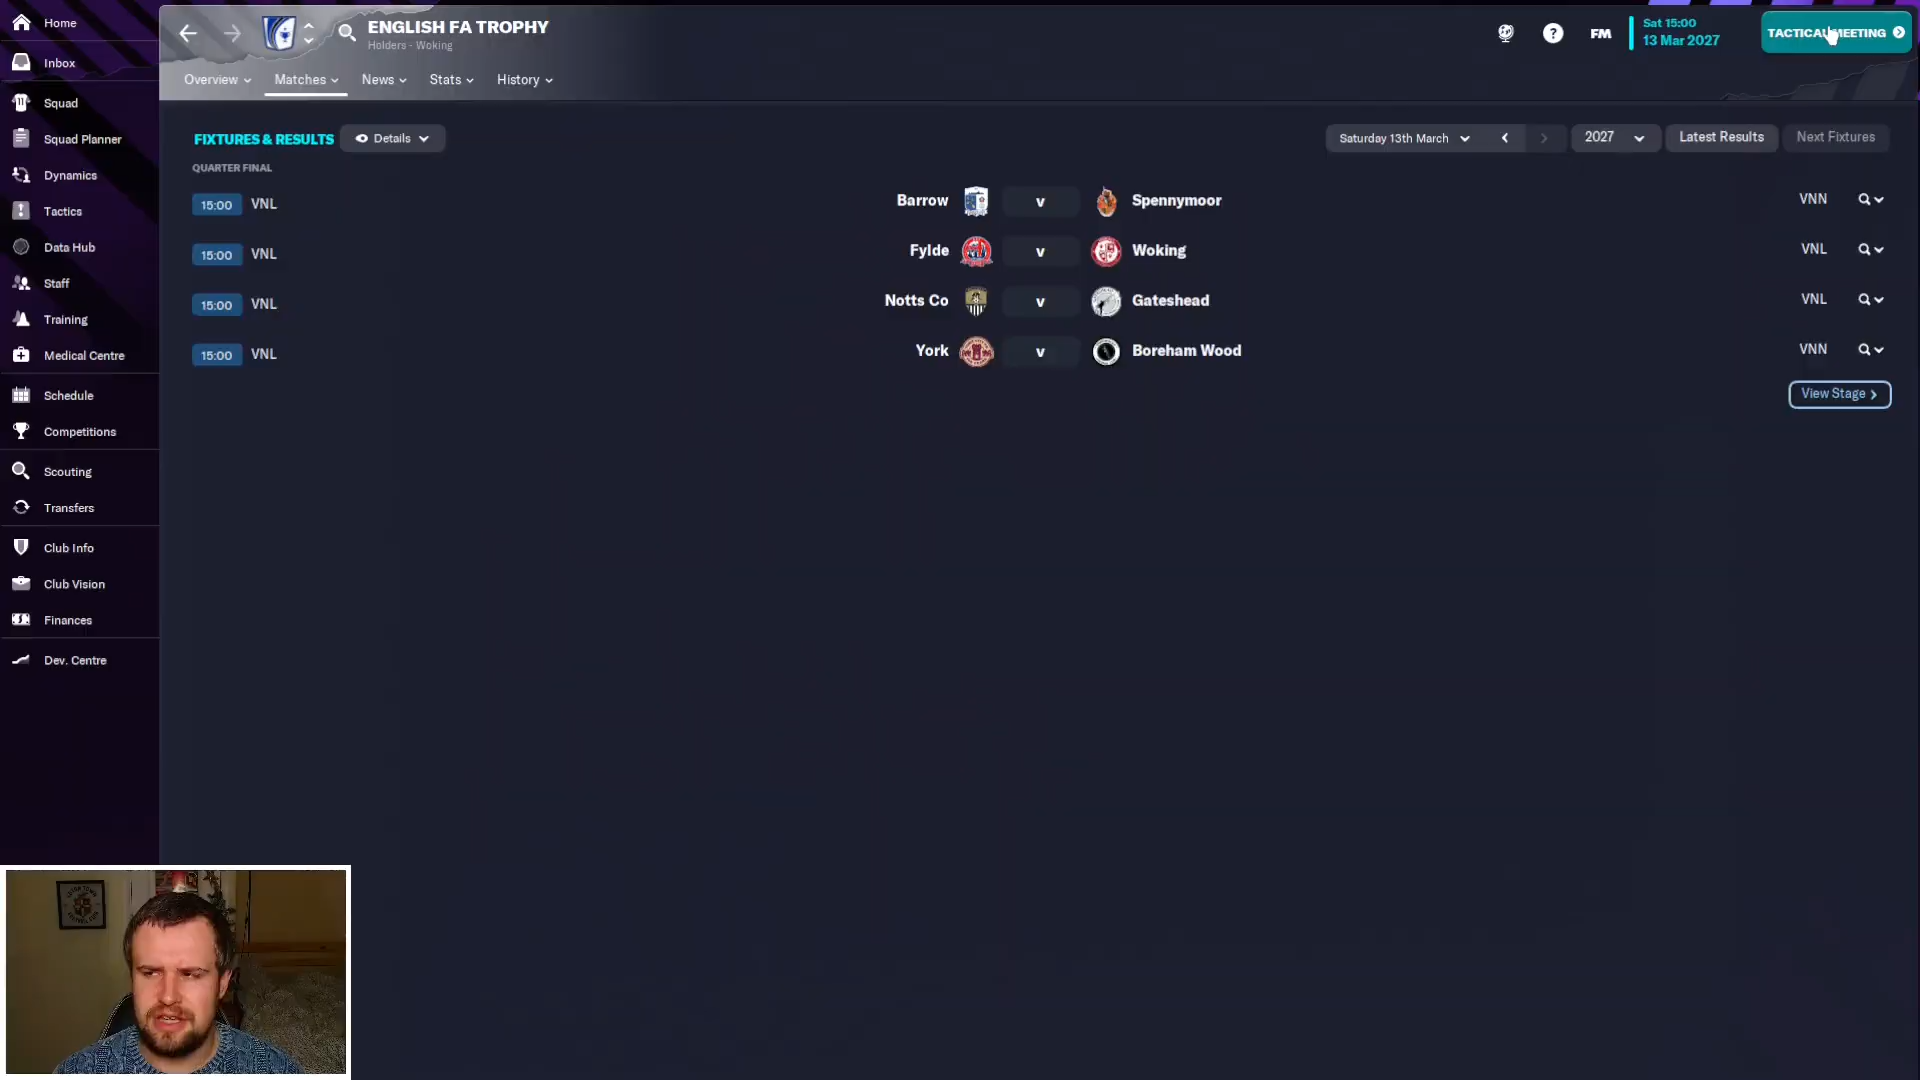 Home
Inbox
Squad
Squad Planner
Dynamics
Tactics
Data Hub
Staff
Training
Medical Centre
Schedule
Competitions
Scouting
Transfers
Club Info
Club Vision
Finances
Dev. Centre
ENGLISH FA TROPHY
Holders - Woking
? FM
Sat 15:00
13 Mar 2027
TACTICAL MEETING
Overview Matches News Stats History
FIXTURES & RESULTS Details Saturday 13th March 2027 Latest Results Next Fixtures
QUARTER FINAL
15:00 VNL Barrow v Spennymoor VNN
15:00 VNL Fylde v Woking VNL
15:00 VNL Notts Co v Gateshead VNL
15:00 VNL York v Boreham Wood VNN
View Stage